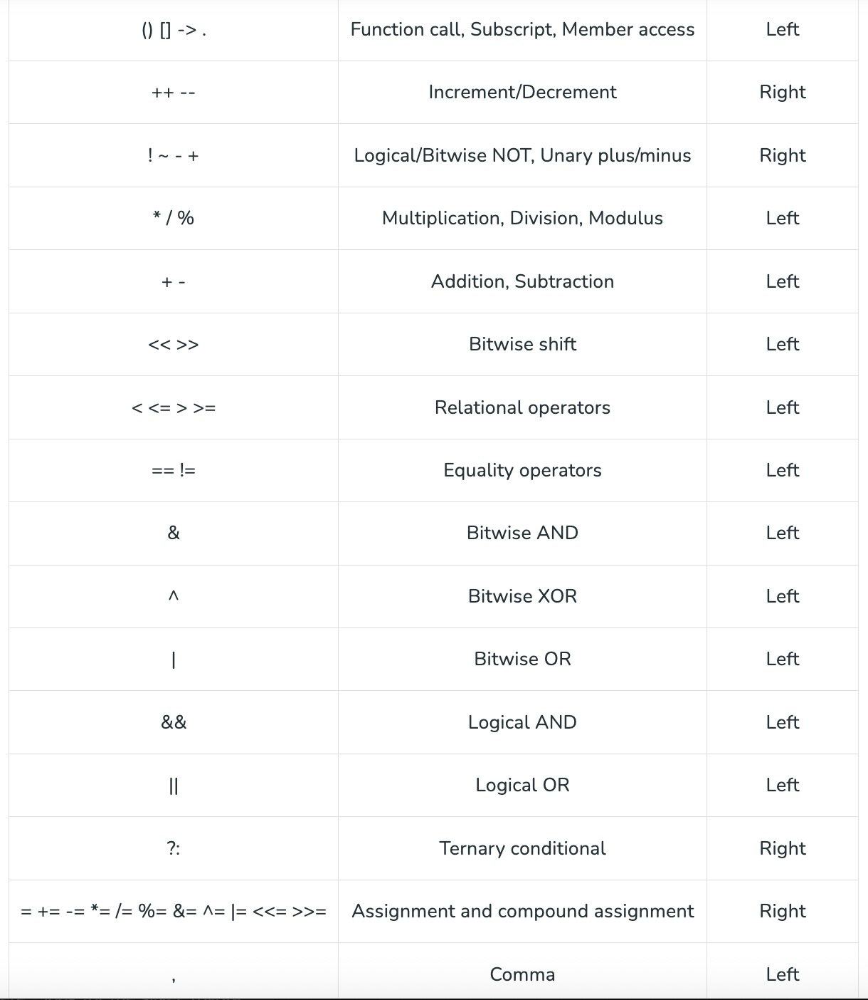 () [] -> . Function call, Subscript, Member access Left
++ -- Increment/Decrement Right
! ~ - + Logical/Bitwise NOT, Unary plus/minus Right
* / % Multiplication, Division, Modulus Left
+ - Addition, Subtraction Left
<< >> Bitwise shift Left
< <= > >= Relational operators Left
== != Equality operators Left
& Bitwise AND Left
^ Bitwise XOR Left
| Bitwise OR Left
&& Logical AND Left
|| Logical OR Left
?: Ternary conditional Right
= += -= *= /= %= &= ^= |= <<= >>= Assignment and compound assignment Right
, Comma Left